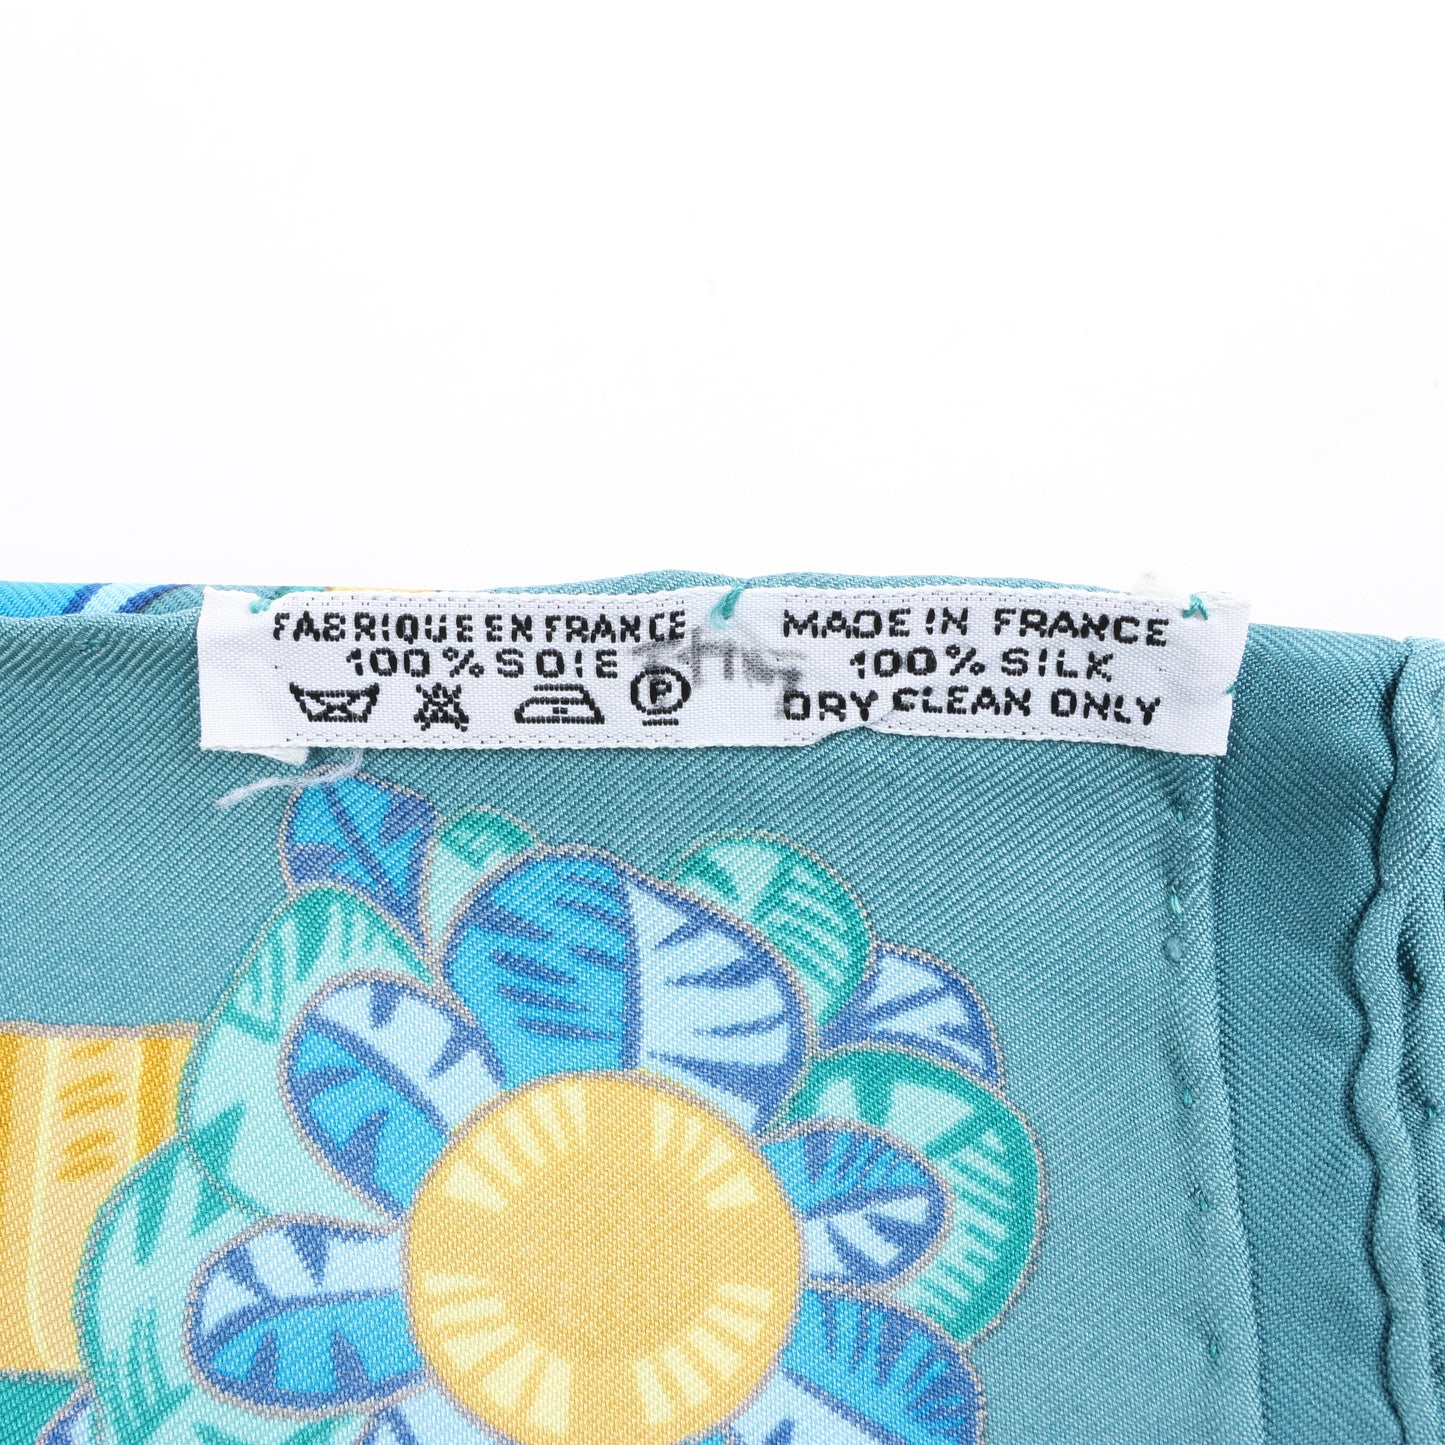 FABRIQUE EN FRANCE
100% SOIE
P
MADE IN FRANCE
100% SILK
DRY CLEAN ONLY